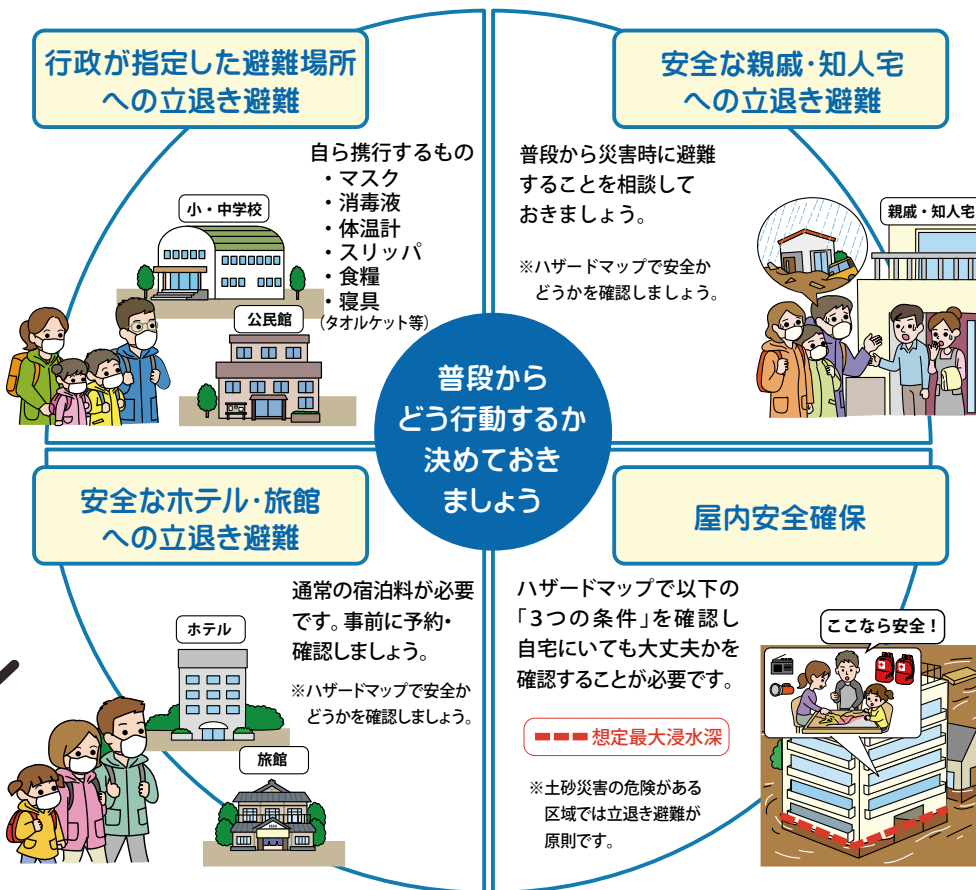 行政が指定した避難場所
への立退き避難
自ら携行するもの
・マスク
・消毒液
・体温計
・スリッパ
・食糧
・寝具
(タオルケット等)
小・中学校
公民館
安全な親戚・知人宅
への立退き避難
普段から災害時に避難
することを相談して
おきましょう。
※ハザードマップで安全か
どうかを確認しましょう。
親戚・知人宅
普段から
どう行動するか
決めておき
ましょう
安全なホテル・旅館
への立退き避難
通常の宿泊料が必要
です。事前に予約・
確認しましょう。
※ハザードマップで安全か
どうかを確認しましょう。
ホテル
旅館
屋内安全確保
ハザードマップで以下の
「3つの条件」を確認し
自宅にいても大丈夫かを
確認することが必要です。
想定最大浸水深
※土砂災害の危険がある
区域では立退き避難が
原則です。
ここなら安全！